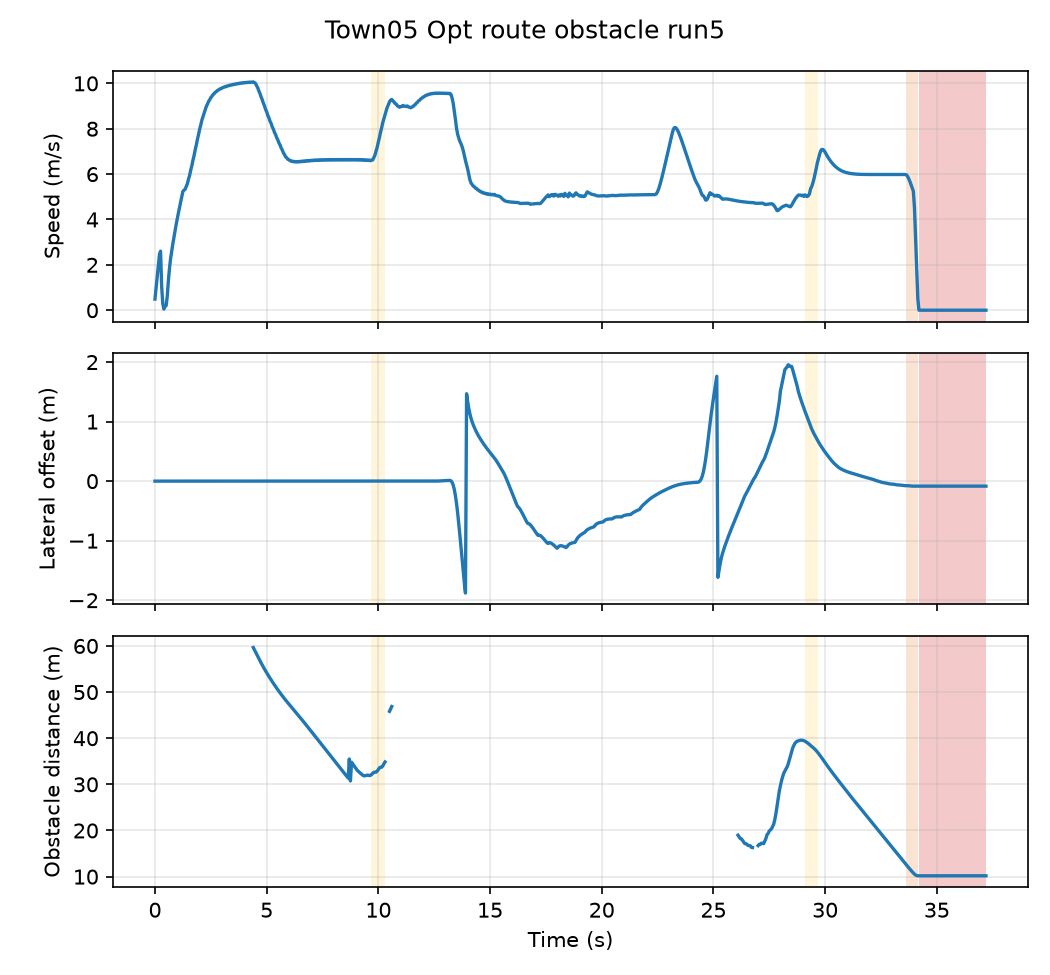 Town05 Opt route obstacle run5
Speed (m/s)
10
8
6
4
2
0
Lateral offset (m)
2
1
0
−1
−2
Obstacle distance (m)
60
50
40
30
20
10
0 5 10 15 20 25 30 35
Time (s)